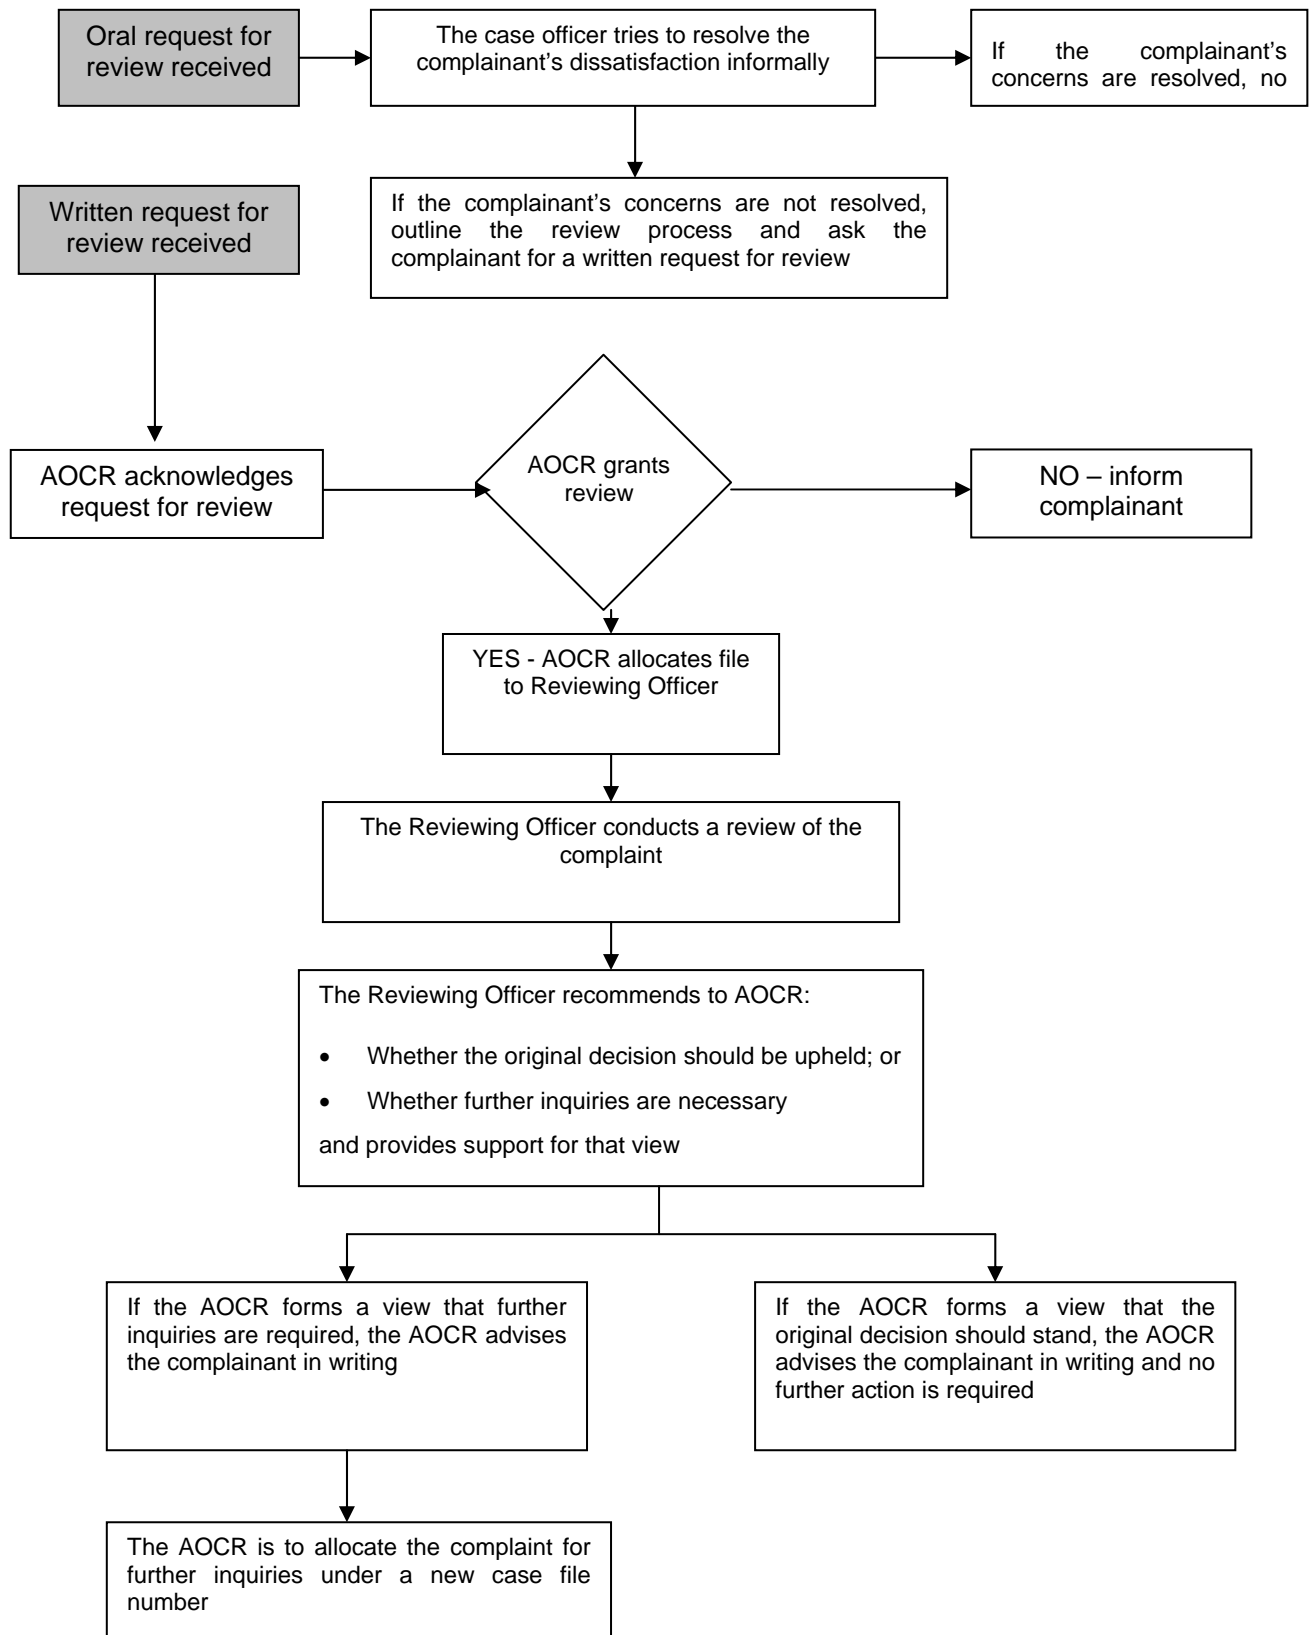 Oral request for
review received
The case officer tries to resolve the
complainant's dissatisfaction informally
If the complainant's
concerns are resolved, no
Written request for
review received
If the complainant's concerns are not resolved,
outline the review process and ask the
complainant for a written request for review
AOCR acknowledges
request for review
AOCR grants
review
NO – inform
complainant
YES - AOCR allocates file
to Reviewing Officer
The Reviewing Officer conducts a review of the
complaint
The Reviewing Officer recommends to AOCR:
• Whether the original decision should be upheld; or
• Whether further inquiries are necessary
and provides support for that view
If the AOCR forms a view that further
inquiries are required, the AOCR advises
the complainant in writing
If the AOCR forms a view that the
original decision should stand, the AOCR
advises the complainant in writing and no
further action is required
The AOCR is to allocate the complaint for
further inquiries under a new case file
number